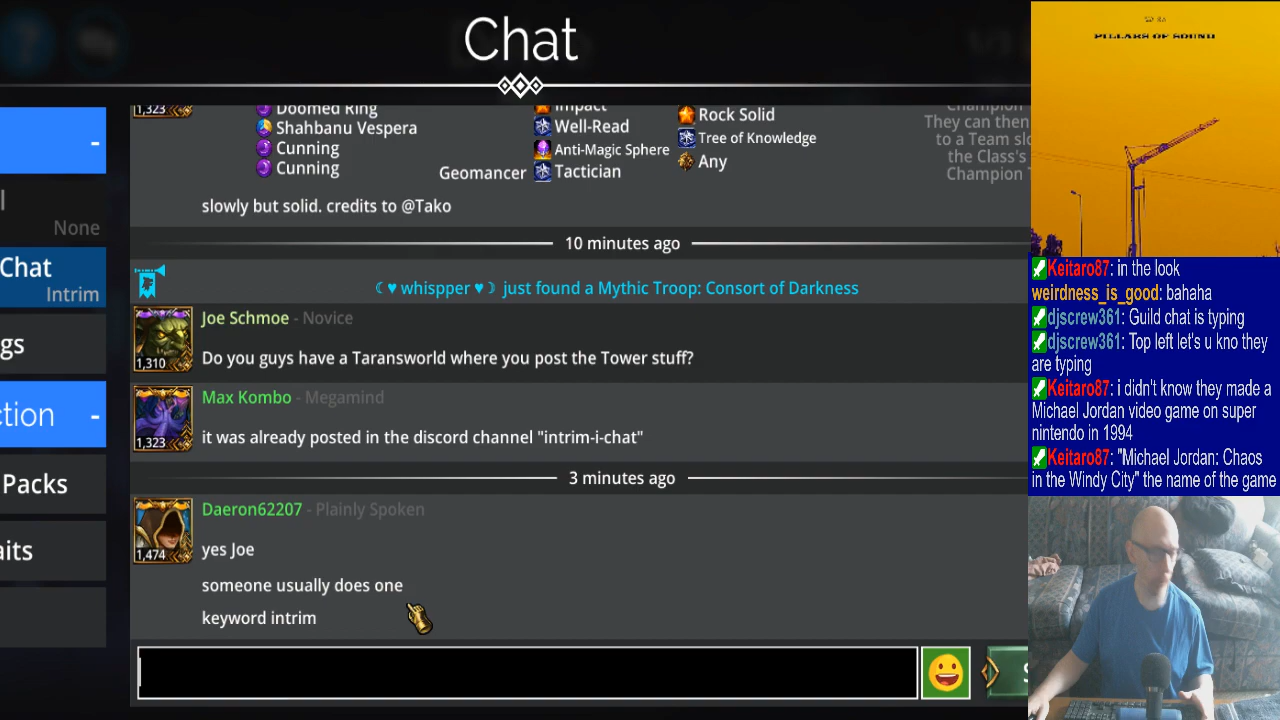 Chat
PILLARS OF SOUND
1,323
Doomed Ring
Shahbanu Vespera
Cunning
Cunning
Geomancer
Impact
Well-Read
Anti-Magic Sphere
Tactician
Rock Solid
Tree of Knowledge
Any
Champion
They can then
to a Team slo
the Class's
Champion T
slowly but solid. credits to @Tako
10 minutes ago
☾♥ whispper ♥☽ just found a Mythic Troop: Consort of Darkness
Joe Schmoe - Novice
1,310
Do you guys have a Taransworld where you post the Tower stuff?
Max Kombo - Megamind
1,323
it was already posted in the discord channel "intrim-i-chat"
3 minutes ago
Daeron62207 - Plainly Spoken
1,474
yes Joe
someone usually does one
keyword intrim
-
l
None
Chat
Intrim
gs
ction -
Packs
aits
S
Keitaro87: in the look
weirdness_is_good: bahaha
djscrew361: Guild chat is typing
djscrew361: Top left let's u kno they
are typing
Keitaro87: i didn't know they made a
Michael Jordan video game on super
nintendo in 1994
Keitaro87: "Michael Jordan: Chaos
in the Windy City" the name of the game